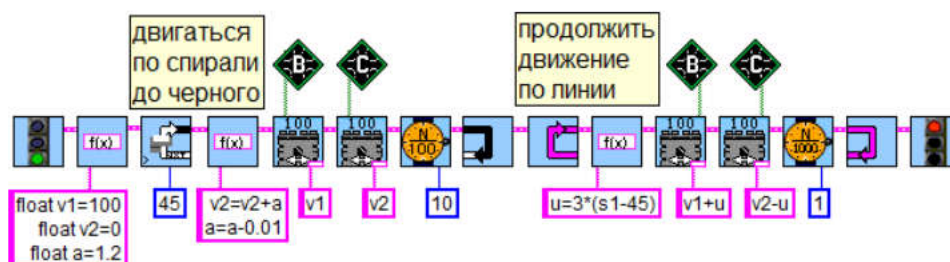 двигаться
по спирали
до черного
B
C
продолжить
движение
по линии
B
C
f(x)
f(x)
100
100
N
100
f(x)
100
100
N
1000
float v1=100
float v2=0
float a=1.2
45
v2=v2+a
a=a-0.01
v1
v2
10
u=3*(s1-45)
v1+u
v2-u
1